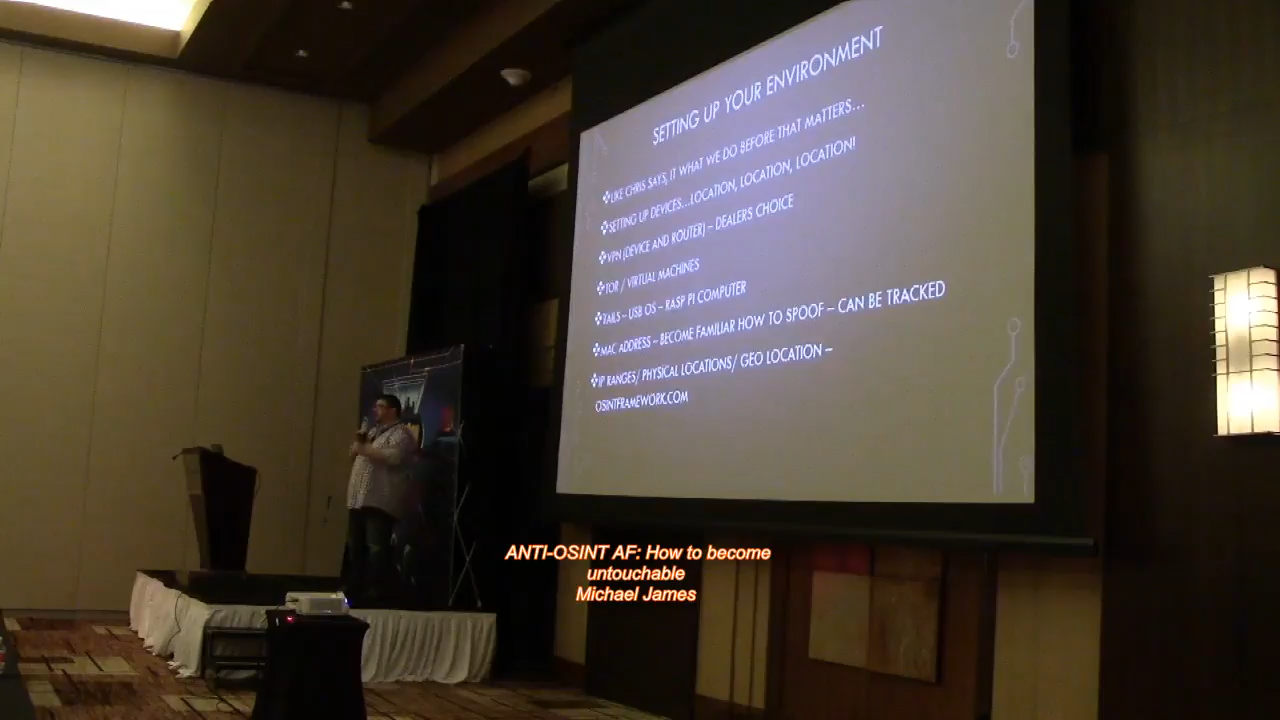 SETTING UP YOUR ENVIRONMENT
❖LIKE CHRIS SAYS, IT WHAT WE DO BEFORE THAT MATTERS...
❖SETTING UP DEVICES...LOCATION, LOCATION, LOCATION!
❖VPN (DEVICE AND ROUTER) – DEALERS CHOICE
❖TOR / VIRTUAL MACHINES
❖TAILS – USB OS – RASP PI COMPUTER
❖MAC ADDRESS – BECOME FAMILIAR HOW TO SPOOF – CAN BE TRACKED
❖IP RANGES/ PHYSICAL LOCATIONS/ GEO LOCATION –
OSINTFRAMEWORK.COM
ANTI-OSINT AF: How to become
untouchable
Michael James